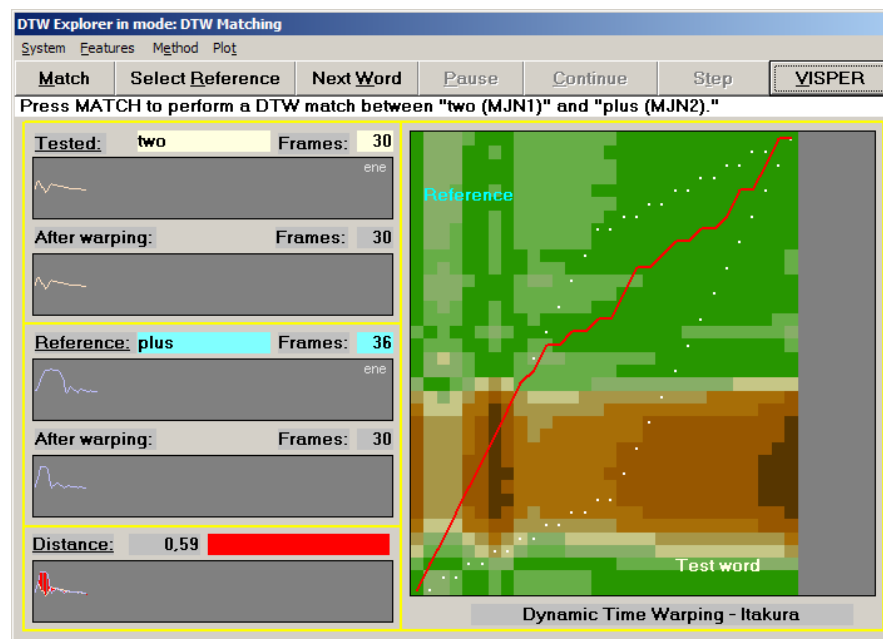 DTW Explorer in mode: DTW Matching
System Features Method Plot
Match Select Reference Next Word Pause Continue Step VISPER
Press MATCH to perform a DTW match between "two (MJN1)" and "plus (MJN2)."
Tested: two Frames: 30
ene
After warping: Frames: 30
Reference: plus Frames: 36
ene
After warping: Frames: 30
Distance: 0,59
Reference
Test word
Dynamic Time Warping - Itakura